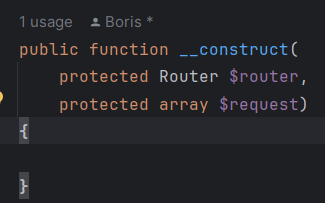 1 usage Boris *
public function __construct(
    protected Router $router,
    protected array $request)
{
}